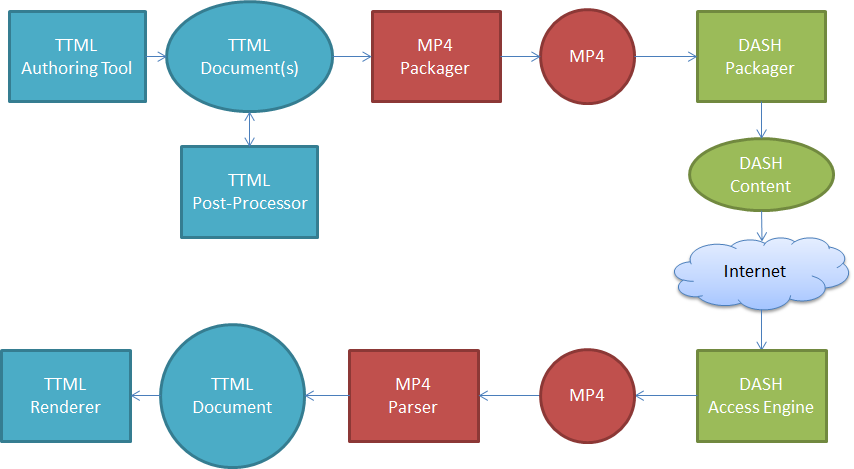 TTML
Authoring Tool
TTML
Document(s)
MP4
Packager
MP4
DASH
Packager
TTML
Post-Processor
DASH
Content
Internet
TTML
Renderer
TTML
Document
MP4
Parser
MP4
DASH
Access Engine